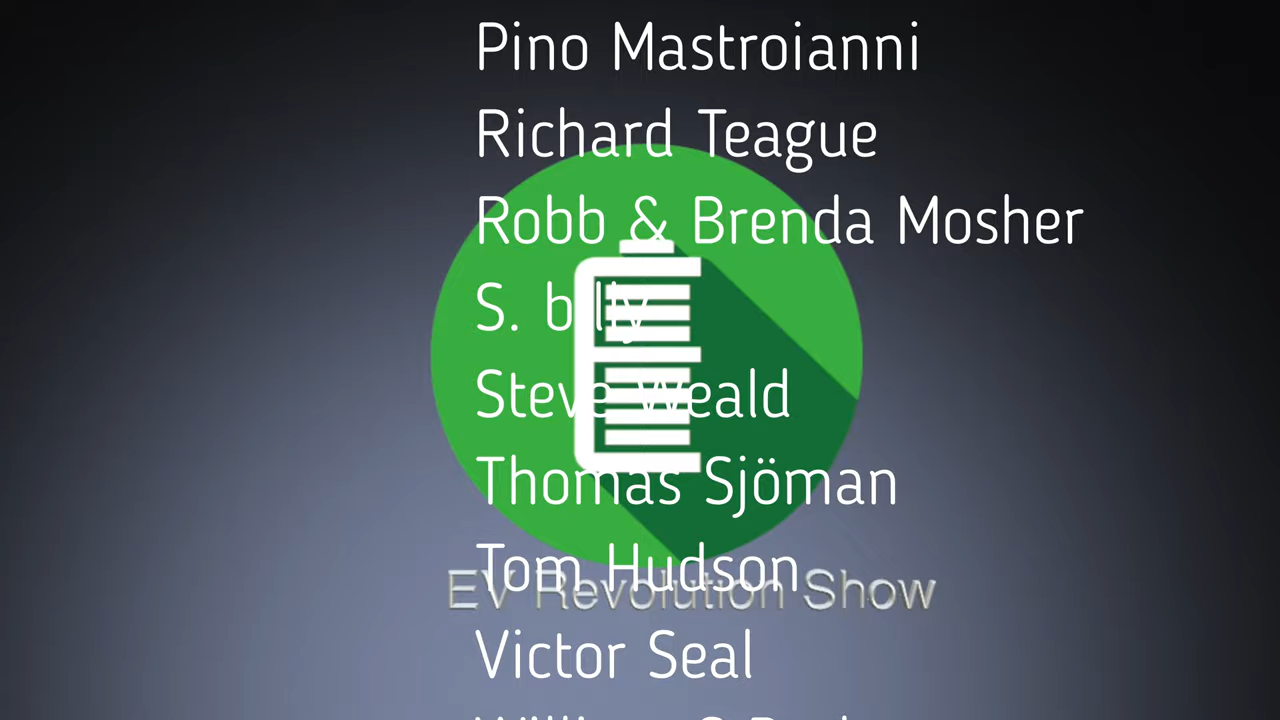 Pino Mastroianni
Richard Teague
Robb & Brenda Mosher
S. billy
Steve Weald
Thomas Sjöman
Tom Hudson
EV Revolution Show
Victor Seal